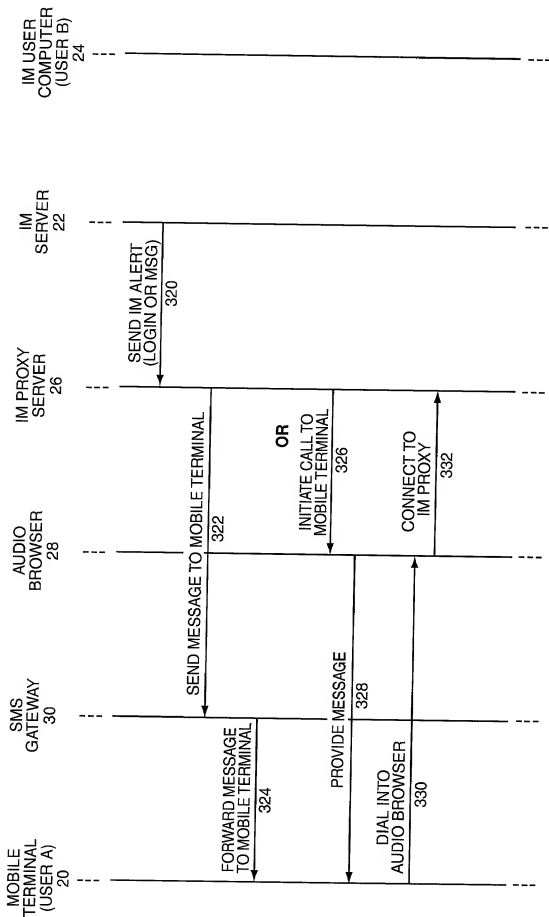 MOBILE
TERMINAL
(USER A)
20
SMS
GATEWAY
30
AUDIO
BROWSER
28
IM PROXY
SERVER
26
IM
SERVER
22
IM USER
COMPUTER
(USER B)
24
SEND IM ALERT
(LOGIN OR MSG)
320
SEND MESSAGE TO MOBILE TERMINAL
322
FORWARD MESSAGE
TO MOBILE TERMINAL
324
OR
INITIATE CALL TO
MOBILE TERMINAL
326
PROVIDE MESSAGE
328
DIAL INTO
AUDIO BROWSER
330
CONNECT TO
IM PROXY
332